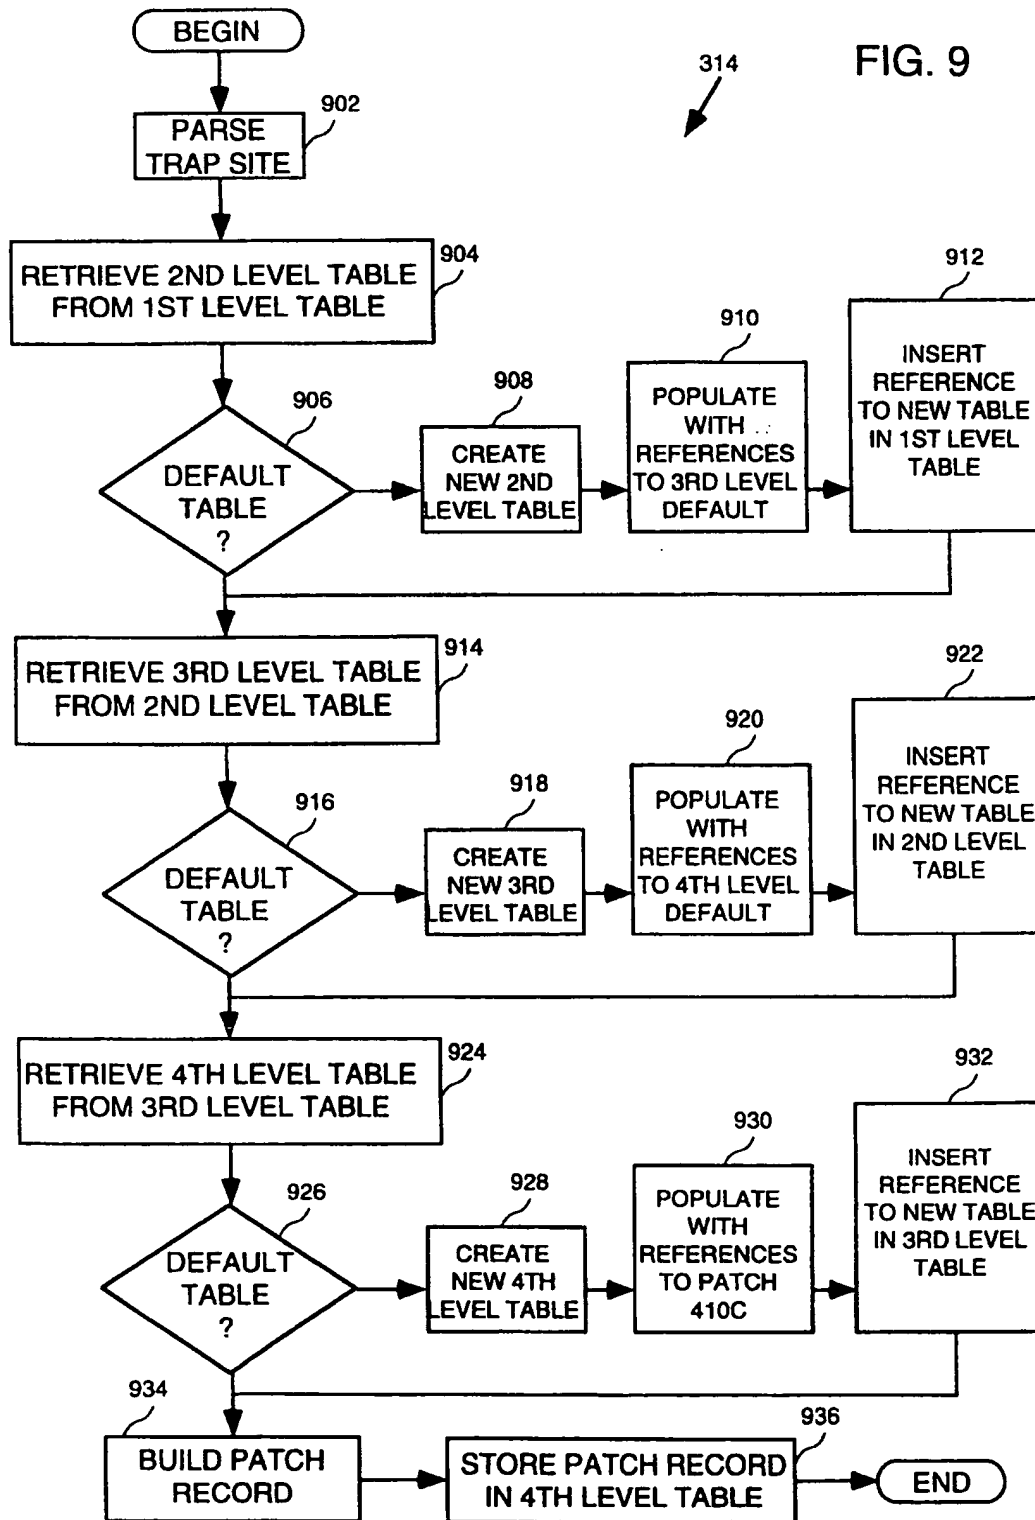 BEGIN
314
FIG. 9
902
PARSE
TRAP SITE
904
RETRIEVE 2ND LEVEL TABLE
FROM 1ST LEVEL TABLE
906
DEFAULT
TABLE
?
908
CREATE
NEW 2ND
LEVEL TABLE
910
POPULATE
WITH
REFERENCES
TO 3RD LEVEL
DEFAULT
912
INSERT
REFERENCE
TO NEW TABLE
IN 1ST LEVEL
TABLE
914
RETRIEVE 3RD LEVEL TABLE
FROM 2ND LEVEL TABLE
916
DEFAULT
TABLE
?
918
CREATE
NEW 3RD
LEVEL TABLE
920
POPULATE
WITH
REFERENCES
TO 4TH LEVEL
DEFAULT
922
INSERT
REFERENCE
TO NEW TABLE
IN 2ND LEVEL
TABLE
924
RETRIEVE 4TH LEVEL TABLE
FROM 3RD LEVEL TABLE
926
DEFAULT
TABLE
?
928
CREATE
NEW 4TH
LEVEL TABLE
930
POPULATE
WITH
REFERENCES
TO PATCH
410C
932
INSERT
REFERENCE
TO NEW TABLE
IN 3RD LEVEL
TABLE
934
BUILD PATCH
RECORD
936
STORE PATCH RECORD
IN 4TH LEVEL TABLE
END